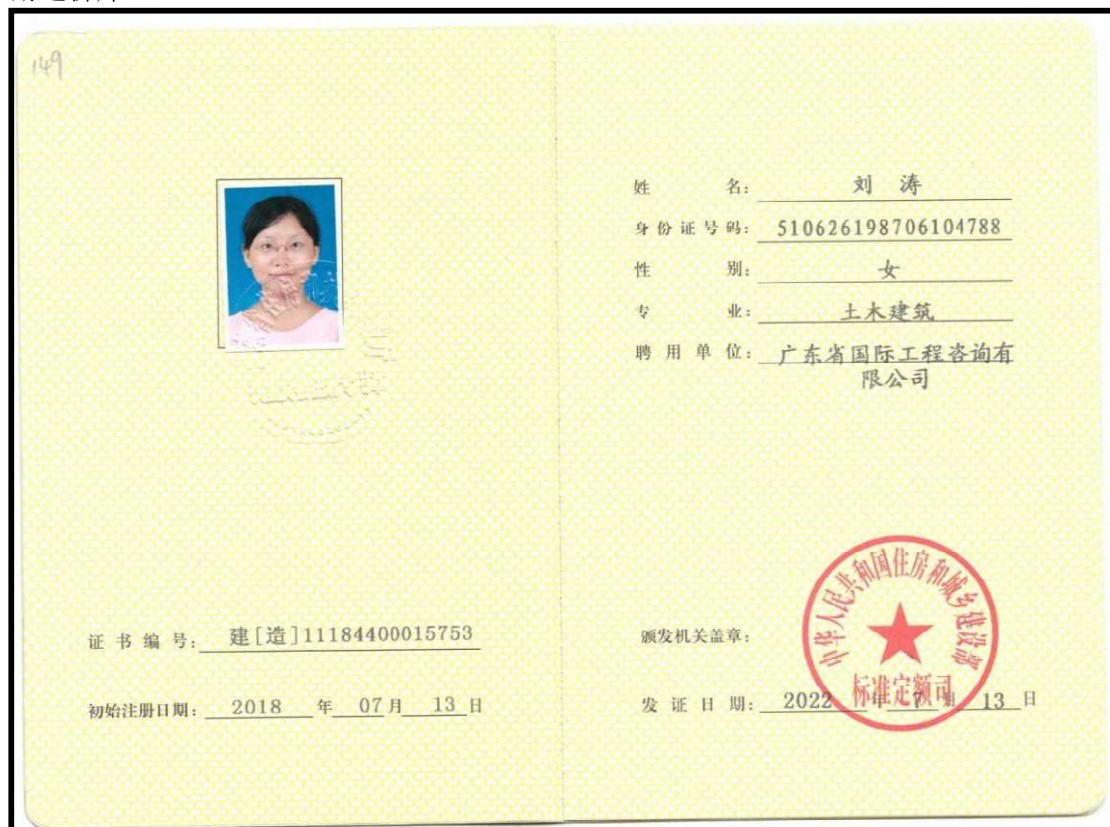 149
姓 名: 刘 涛
身份证号码: 510626198706104788
性 别: 女
专 业: 土木建筑
聘用单位: 广东省国际工程咨询有
限公司
证书编号: 建[造]11184400015753
初始注册日期: 2018 年 07 月 13 日
颁发机关盖章:
中华人民共和国住房和城乡建设部
标准定额司
发证日期: 2022 年 7 月 13 日